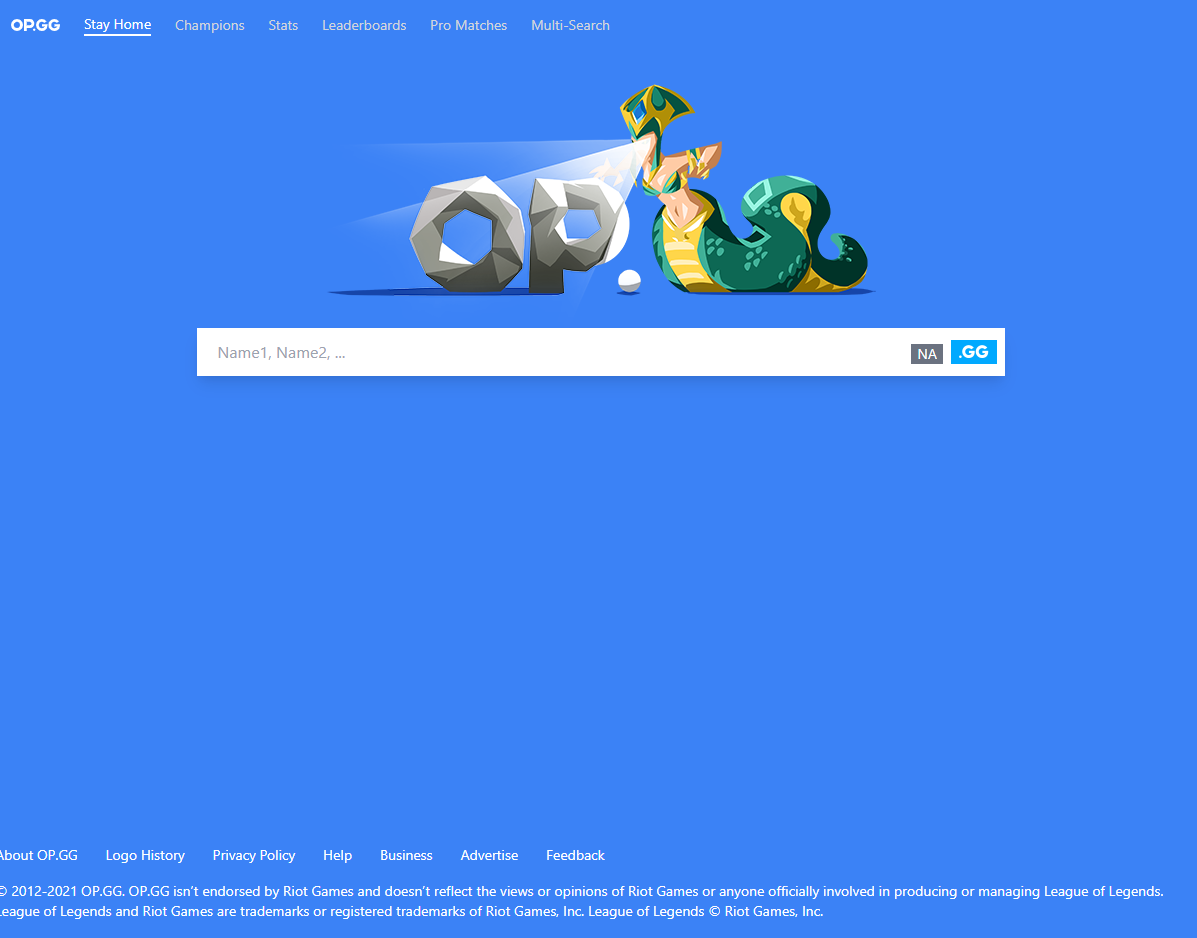 OP.GG Stay Home Champions Stats Leaderboards Pro Matches Multi-Search
OP.
Name1, Name2, ... NA .GG
About OP.GG Logo History Privacy Policy Help Business Advertise Feedback
© 2012-2021 OP.GG. OP.GG isn’t endorsed by Riot Games and doesn’t reflect the views or opinions of Riot Games or anyone officially involved in producing or managing League of Legends.
League of Legends and Riot Games are trademarks or registered trademarks of Riot Games, Inc. League of Legends © Riot Games, Inc.